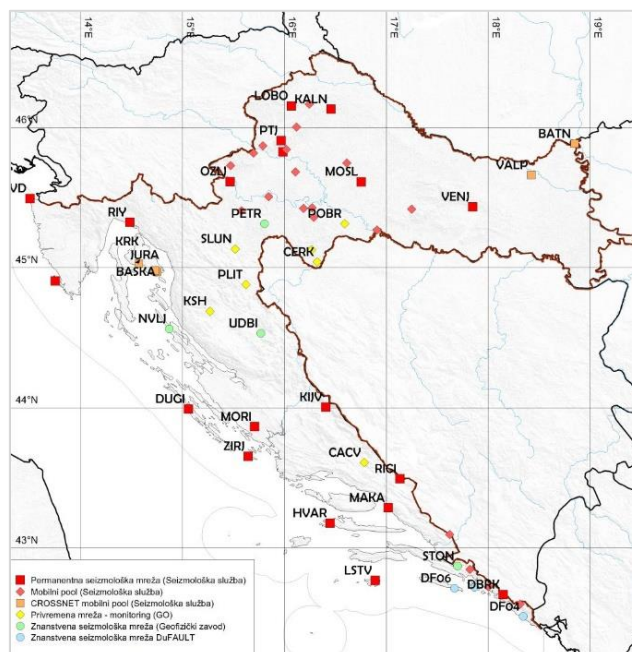 14°E 15°E 16°E 17°E 18°E 19°E
LOBO KALN
46°N
PTJ
BATN
VALP
OZLJ MOSL
VD
VENJ
RIY PETR POBR
KRK SLUN
JURA CERK
45°N
BASKA PLIT
KSH
NVLJ UDBI
44°N
DUGI KIJV
MORI
ZIRJ CACV
RICI
MAKA
HVAR
43°N
STON
LSTV DF06 DBRK
DF04
Permanentna seizmološka mreža (Seizmološka služba)
Mobilni pool (Seizmološka služba)
CROSSNET mobilni pool (Seizmološka služba)
Privremena mreža - monitoring (GO)
Znanstvena seizmološka mreža (Geofizički zavod)
Znanstvena seizmološka mreža DuFAULT